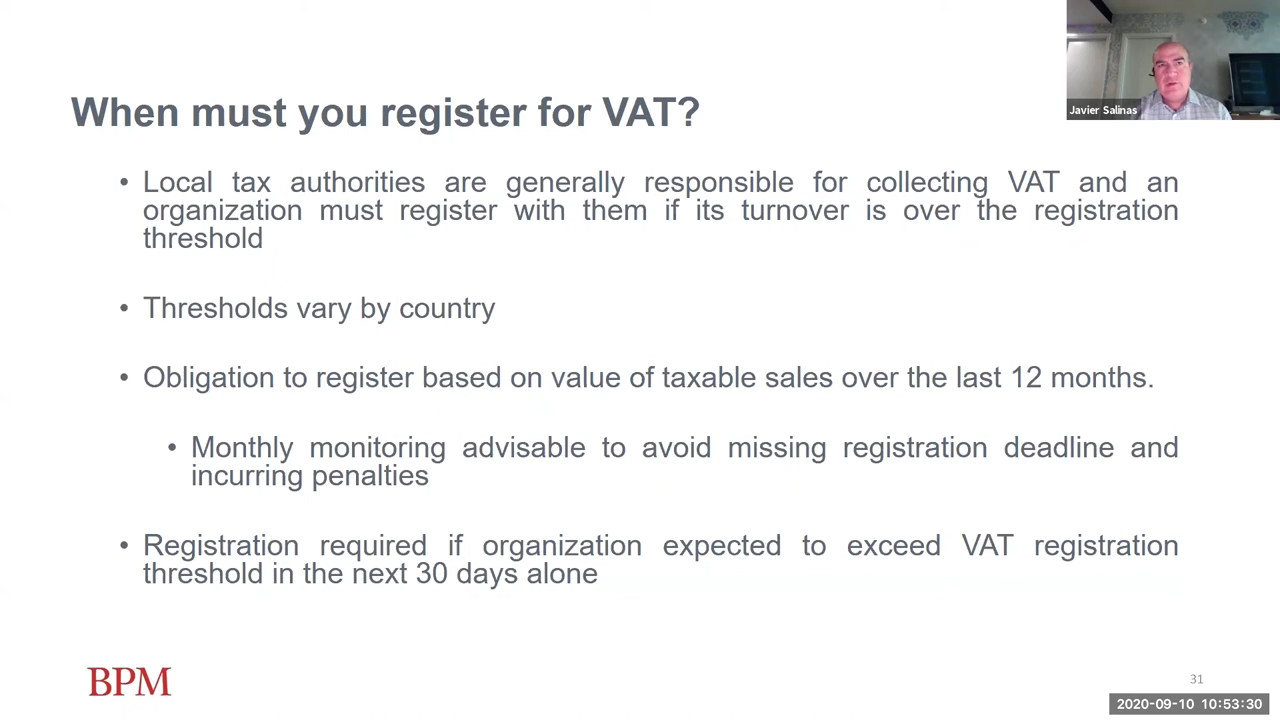 Javier Salinas
When must you register for VAT?
• Local tax authorities are generally responsible for collecting VAT and an
organization must register with them if its turnover is over the registration
threshold
• Thresholds vary by country
• Obligation to register based on value of taxable sales over the last 12 months.
• Monthly monitoring advisable to avoid missing registration deadline and
incurring penalties
• Registration required if organization expected to exceed VAT registration
threshold in the next 30 days alone
BPM
31
2020-09-10 10:53:30